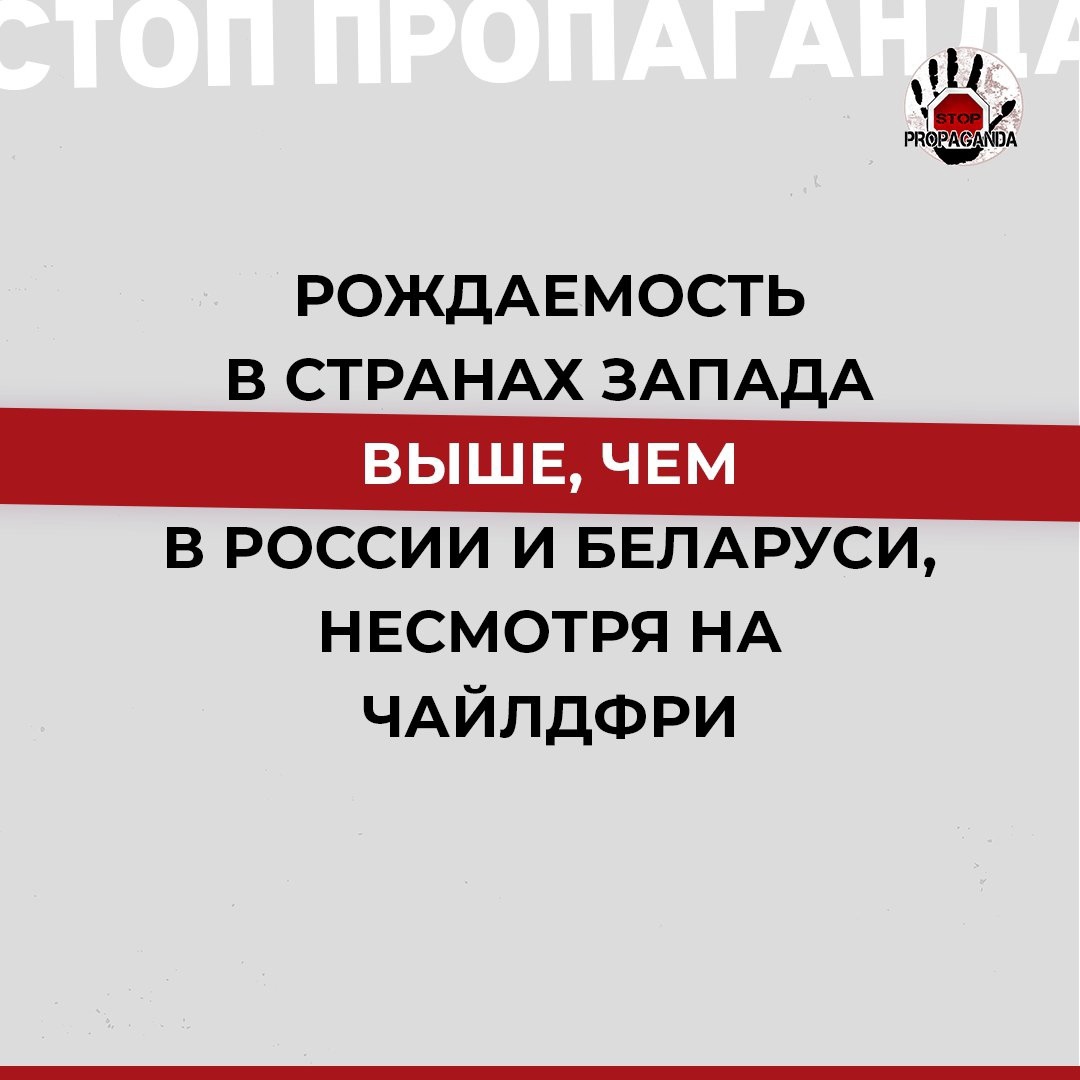 СТОП ПРОПАГАНДА
STOP
PROPAGANDA
РОЖДАЕМОСТЬ
В СТРАНАХ ЗАПАДА
ВЫШЕ, ЧЕМ
В РОССИИ И БЕЛАРУСИ,
НЕСМОТРЯ НА
ЧАЙЛДФРИ